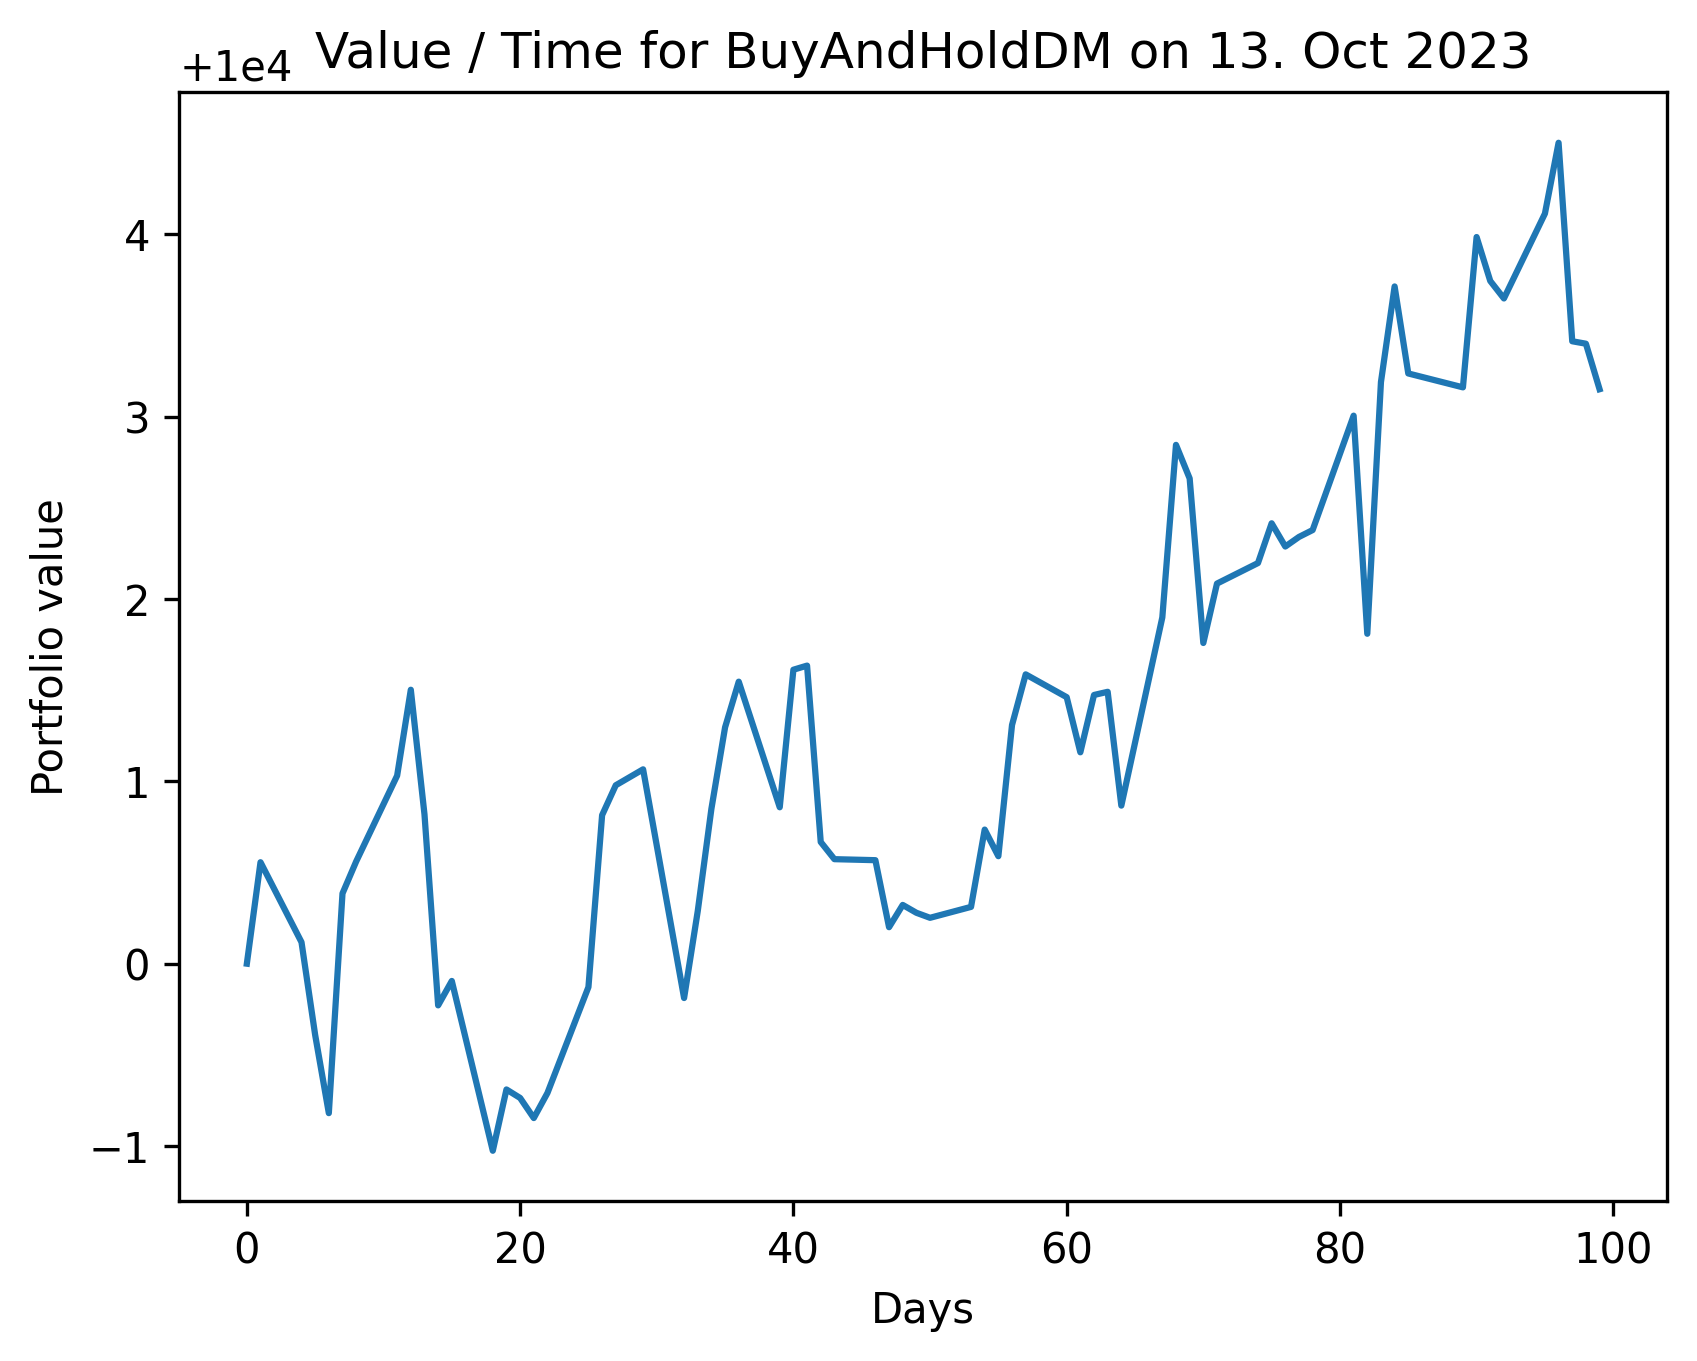 Value / Time for BuyAndHoldDM on 13. Oct 2023
+1e4
4
3
2
1
0
−1
Portfolio value
0 20 40 60 80 100
Days